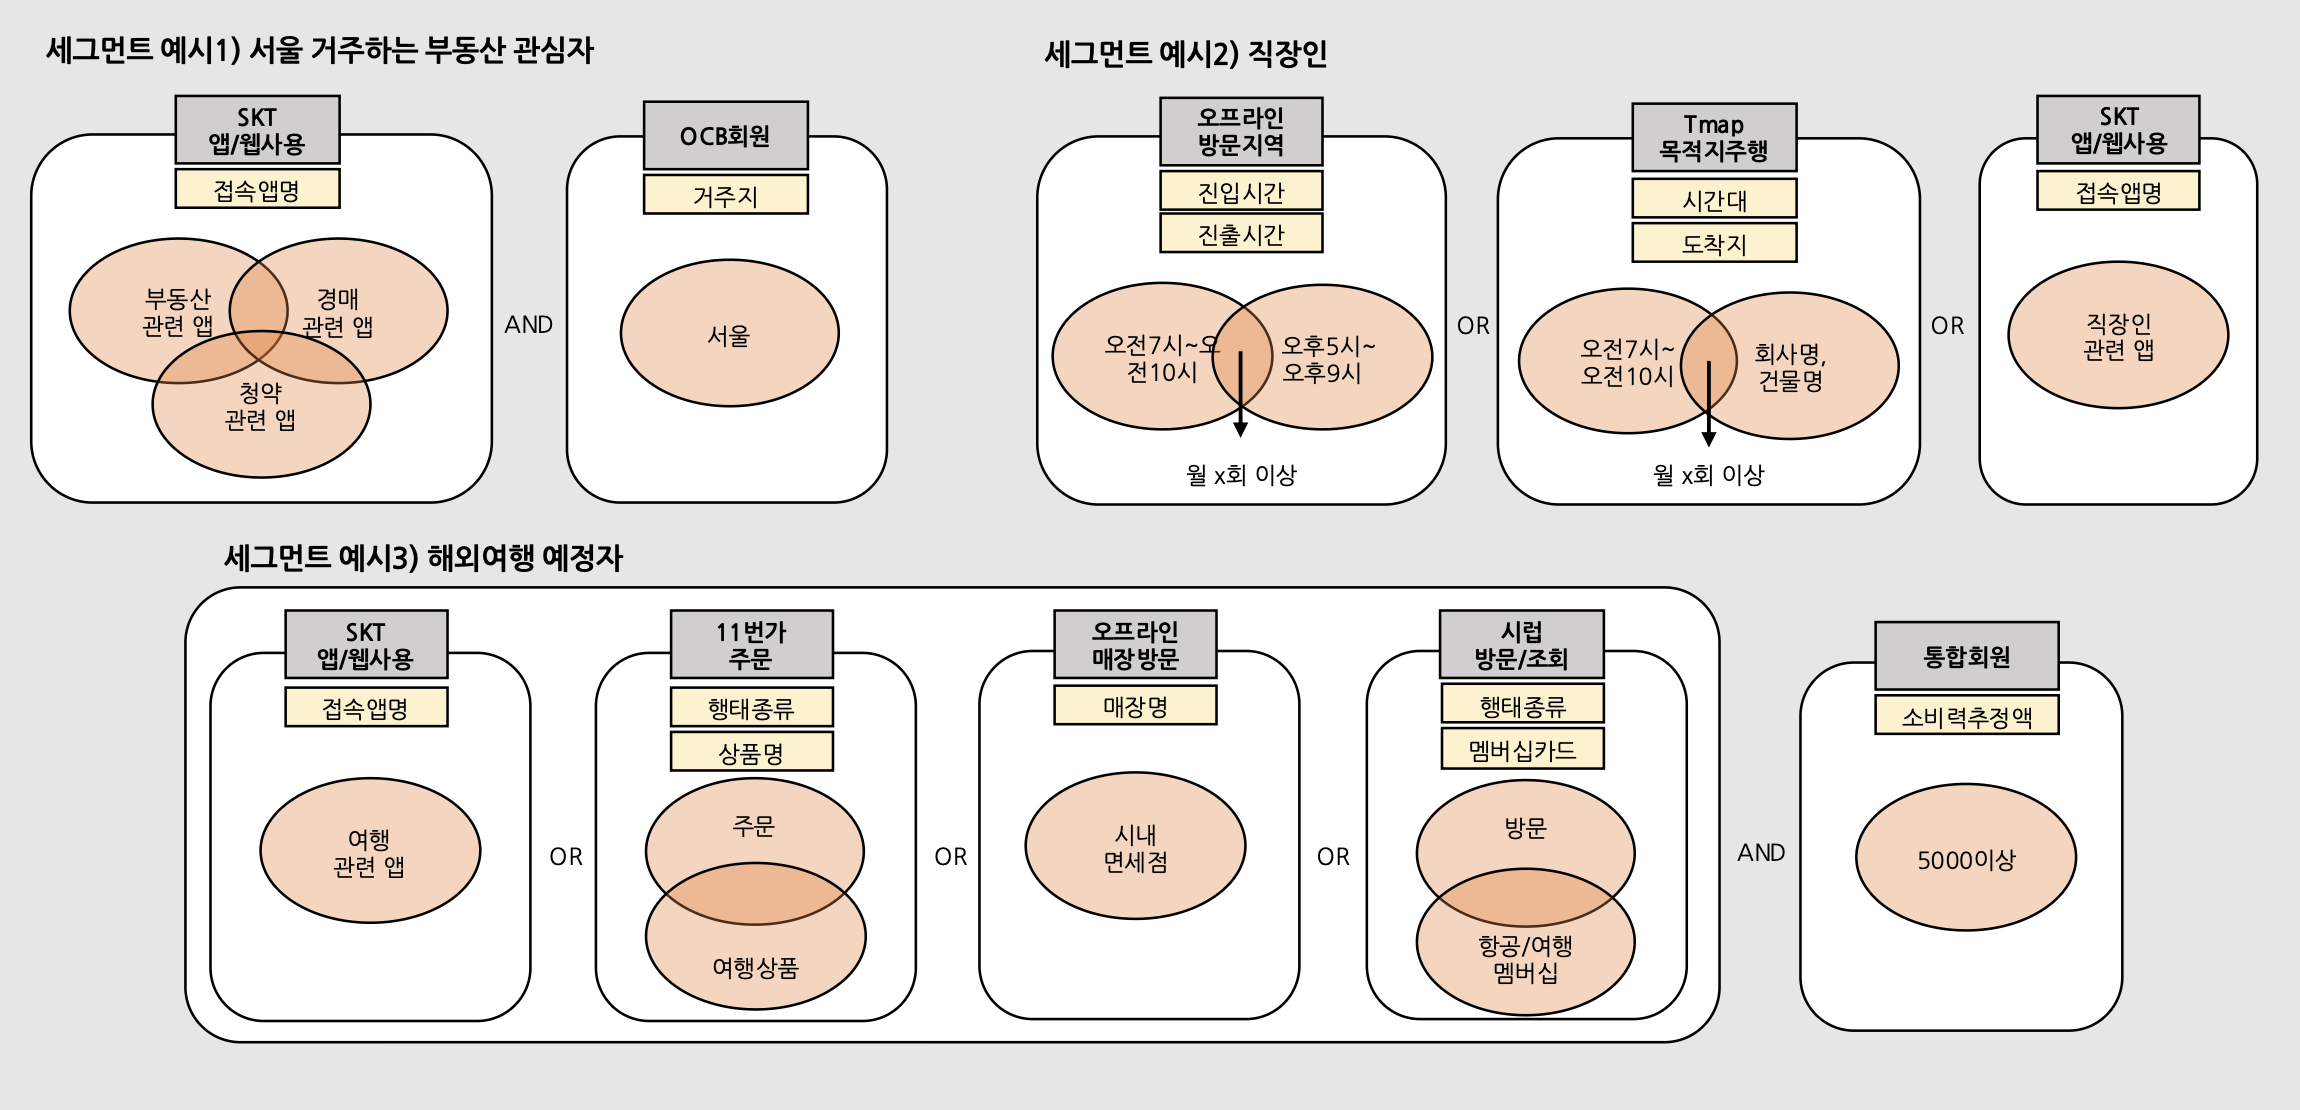 세그먼트 예시1) 서울 거주하는 부동산 관심자
SKT
앱/웹사용
접속앱명
부동산
관련 앱
경매
관련 앱
청약
관련 앱
AND
OCB회원
거주지
서울
세그먼트 예시2) 직장인
오프라인
방문지역
진입시간
진출시간
오전7시~오
전10시
오후5시~
오후9시
월 x회 이상
OR
Tmap
목적지주행
시간대
도착지
오전7시~
오전10시
회사명,
건물명
월 x회 이상
OR
SKT
앱/웹사용
접속앱명
직장인
관련 앱
세그먼트 예시3) 해외여행 예정자
SKT
앱/웹사용
접속앱명
여행
관련 앱
OR
11번가
주문
행태종류
상품명
주문
여행상품
OR
오프라인
매장방문
매장명
시내
면세점
OR
시럽
방문/조회
행태종류
멤버십카드
방문
항공/여행
멤버십
AND
통합회원
소비력추정액
5000이상